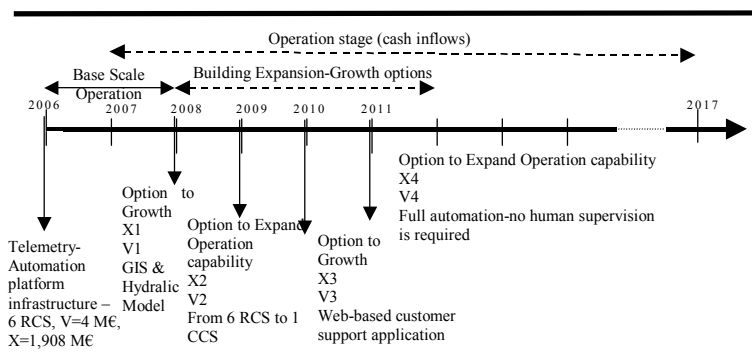 Operation stage (cash inflows)
Base Scale
Operation
Building Expansion-Growth options
2006
2007
2008
2009
2010
2011
2017
Telemetry-
Automation
platform
infrastructure –
6 RCS, V=4 M€,
X=1,908 M€
Option to
Growth
X1
V1
GIS &
Hydralic
Model
Option to Expand
Operation
capability
X2
V2
From 6 RCS to 1
CCS
Option to
Growth
X3
V3
Web-based customer
support application
Option to Expand Operation capability
X4
V4
Full automation-no human supervision
is required